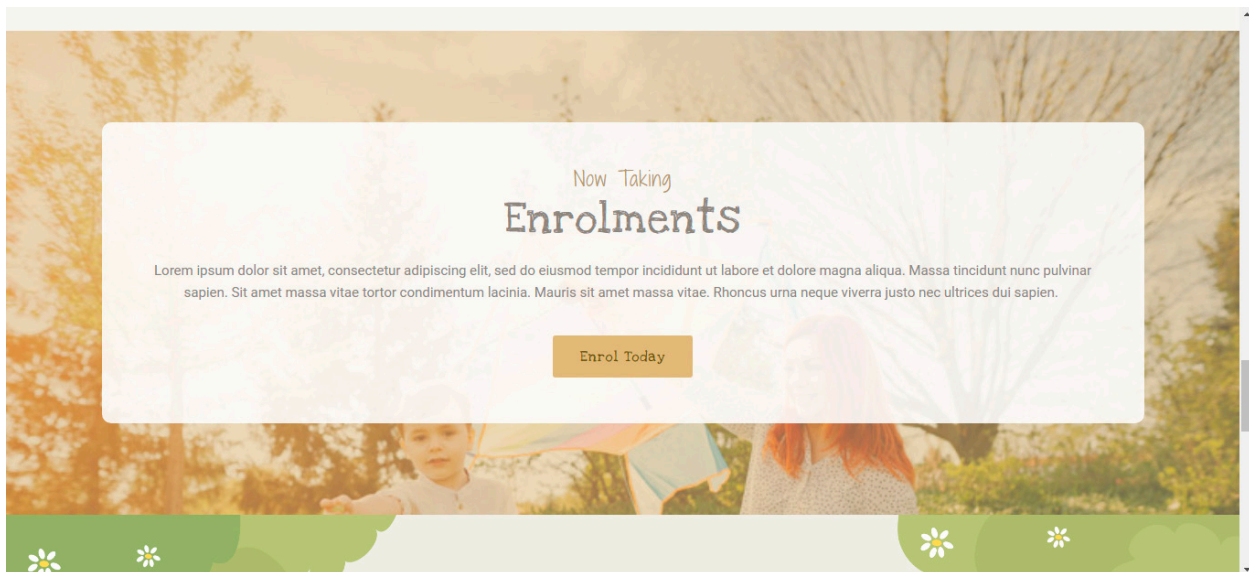 Now Taking
Enrolments
Lorem ipsum dolor sit amet, consectetur adipiscing elit, sed do eiusmod tempor incididunt ut labore et dolore magna aliqua. Massa tincidunt nunc pulvinar
sapien. Sit amet massa vitae tortor condimentum lacinia. Mauris sit amet massa vitae. Rhoncus urna neque viverra justo nec ultrices dui sapien.
Enrol Today